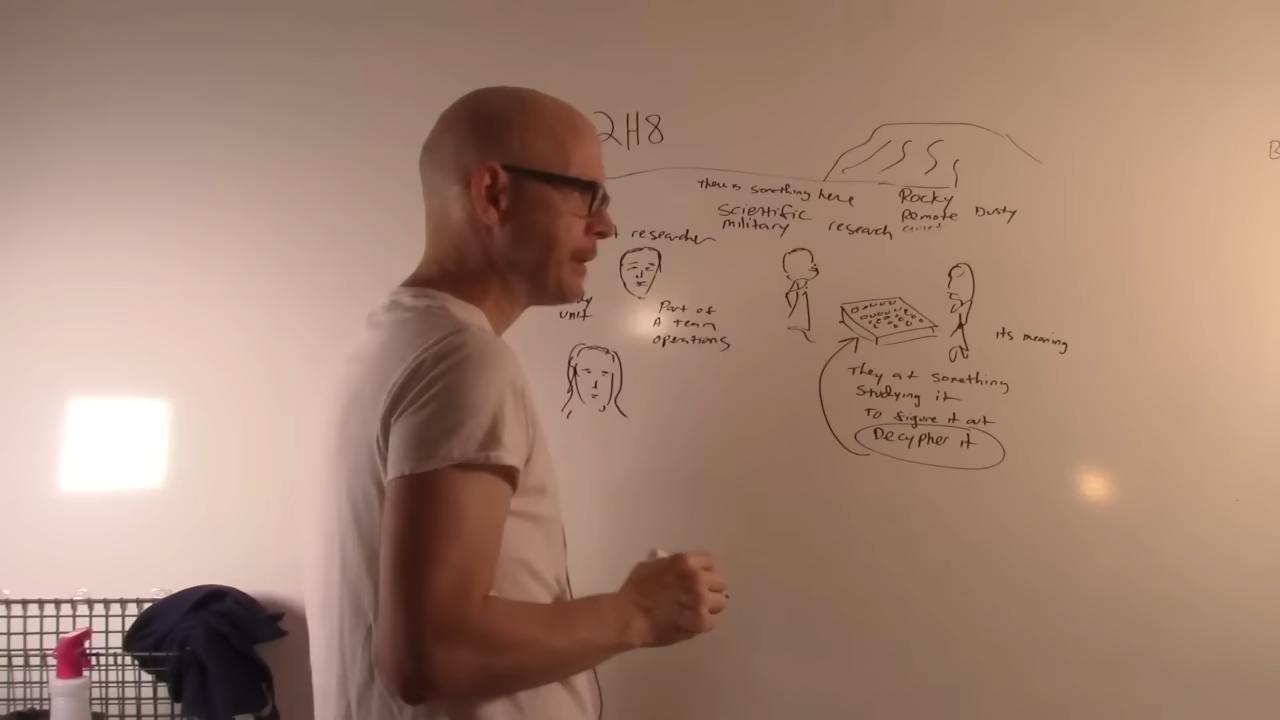 2H8
There is something here
Scientific
military research
Rocky
Remote Dusty
researcher
unit
Part of
A team
operations
its meaning
They at something
studying it
To figure it out
Decypher it
B